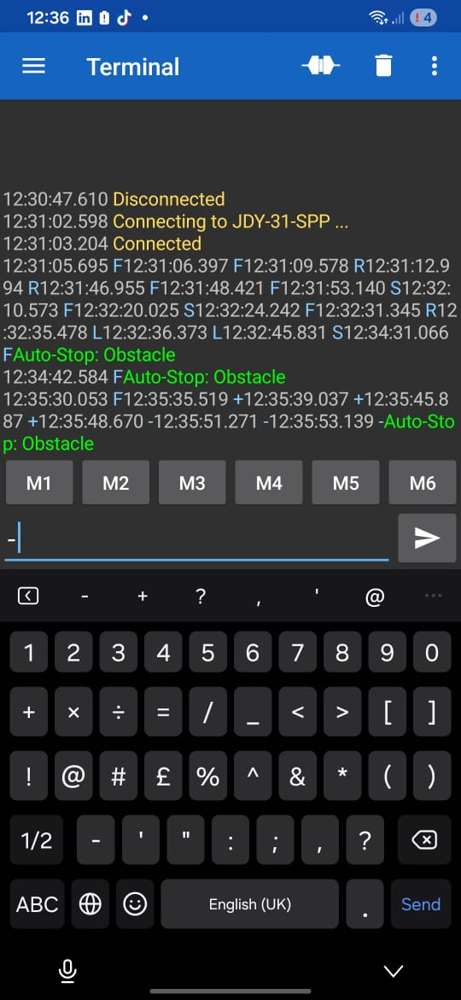 12:36
4
Terminal
12:30:47.610 Disconnected
12:31:02.598 Connecting to JDY-31-SPP ...
12:31:03.204 Connected
12:31:05.695 F12:31:06.397 F12:31:09.578 R12:31:12.9
94 R12:31:46.955 F12:31:48.421 F12:31:53.140 S12:32:
10.573 F12:32:20.025 S12:32:24.242 F12:32:31.345 R12
:32:35.478 L12:32:36.373 L12:32:45.831 S12:34:31.066
FAuto-Stop: Obstacle
12:34:42.584 FAuto-Stop: Obstacle
12:35:30.053 F12:35:35.519 +12:35:39.037 +12:35:45.8
87 +12:35:48.670 -12:35:51.271 -12:35:53.139 -Auto-Sto
p: Obstacle
M1 M2 M3 M4 M5 M6
-
- + ? , ' @ ...
1 2 3 4 5 6 7 8 9 0
+ × ÷ = / _ < > [ ]
! @ # £ % ^ & * ( )
1/2 - ' " : ; , ?
ABC English (UK) . Send